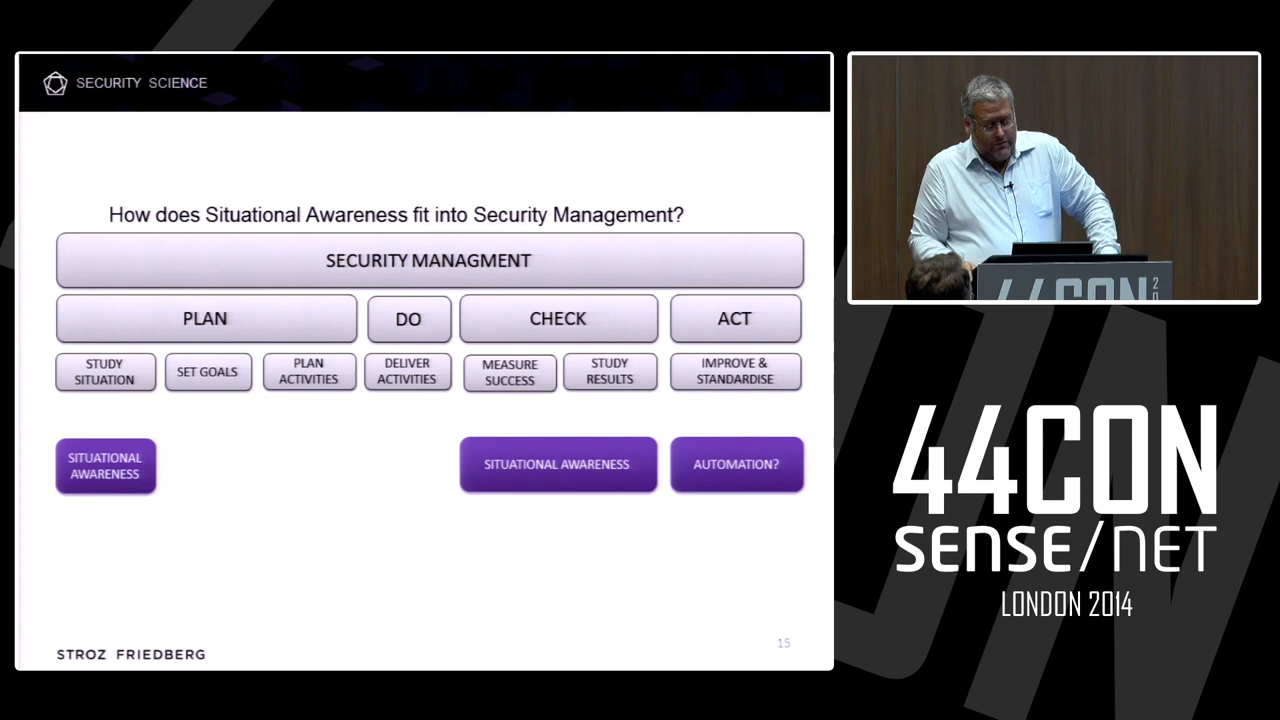 SECURITY SCIENCE
How does Situational Awareness fit into Security Management?
SECURITY MANAGMENT
PLAN
DO
CHECK
ACT
STUDY
SITUATION
SET GOALS
PLAN
ACTIVITIES
DELIVER
ACTIVITIES
MEASURE
SUCCESS
STUDY
RESULTS
IMPROVE &
STANDARDISE
SITUATIONAL
AWARENESS
SITUATIONAL AWARENESS
AUTOMATION?
STROZ FRIEDBERG
15
44CON
44CON
SENSE/NET
LONDON 2014